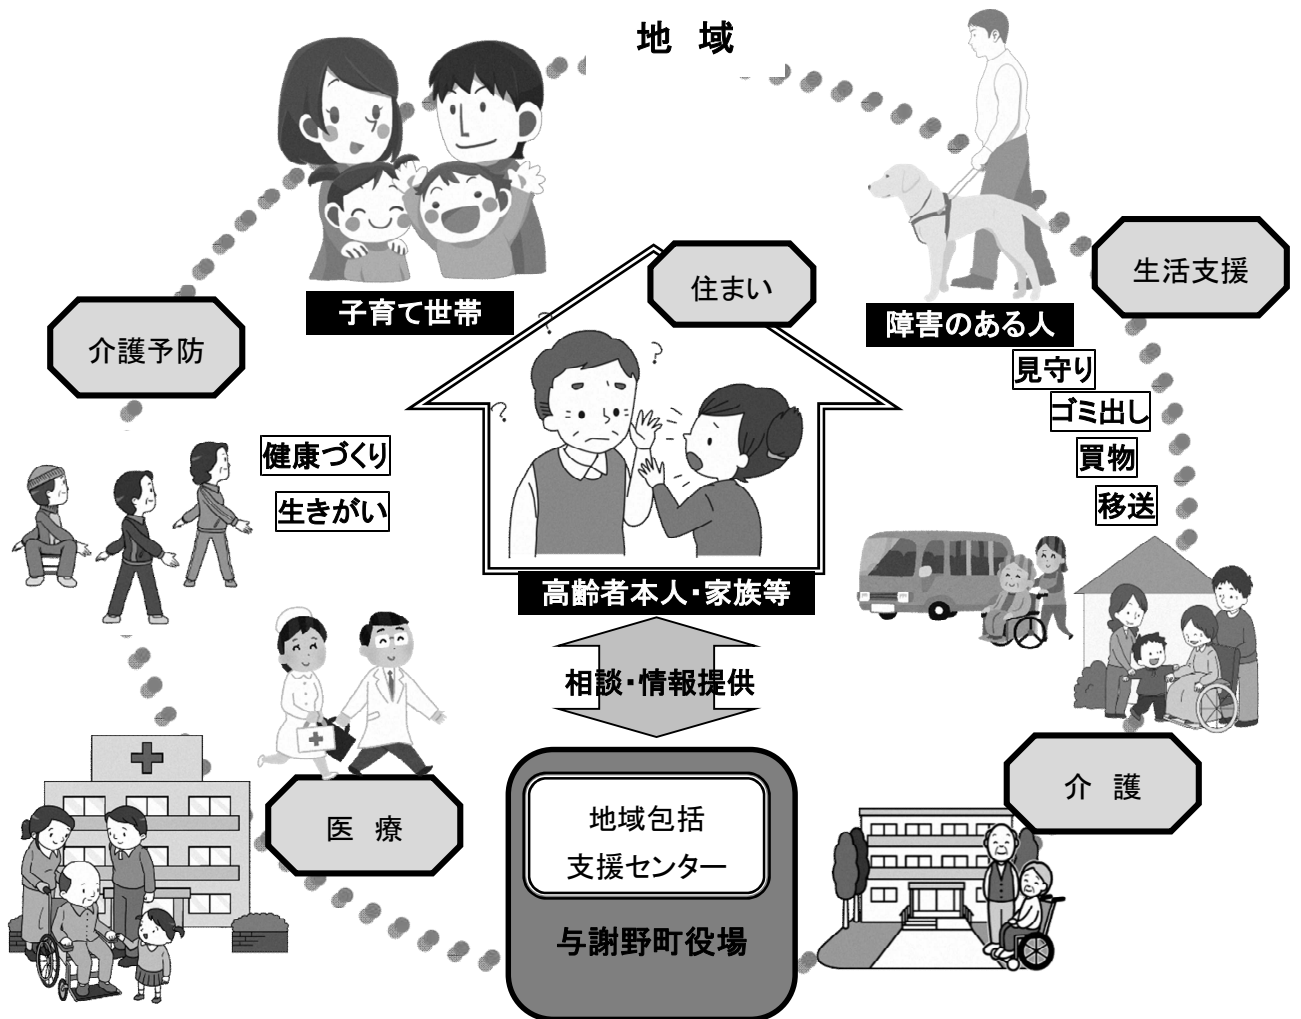 地 域
住まい
生活支援
子育て世帯
障害のある人
介護予防
見守り
ゴミ出し
買物
移送
健康づくり
生きがい
?
?
?
高齢者本人・家族等
相談・情報提供
介 護
医 療
地域包括
支援センター
与謝野町役場